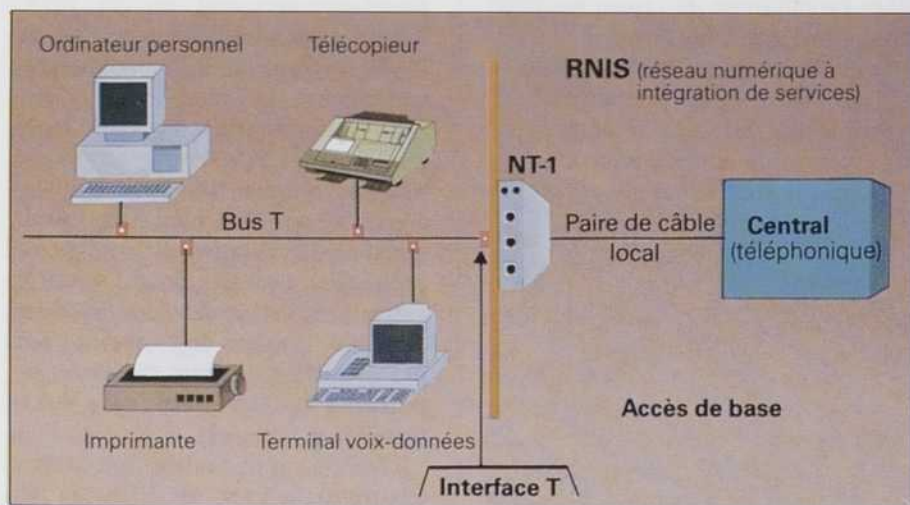 Ordinateur personnel
Télécopieur
RNIS (réseau numérique à
intégration de services)
NT-1
Bus T
Paire de câble
local
Central
(téléphonique)
Imprimante
Terminal voix-données
Accès de base
Interface T